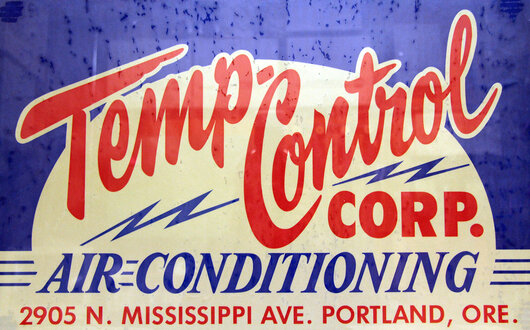 Temp-Control
CORP.
AIR-CONDITIONING
2905 N. MISSISSIPPI AVE. PORTLAND, ORE.